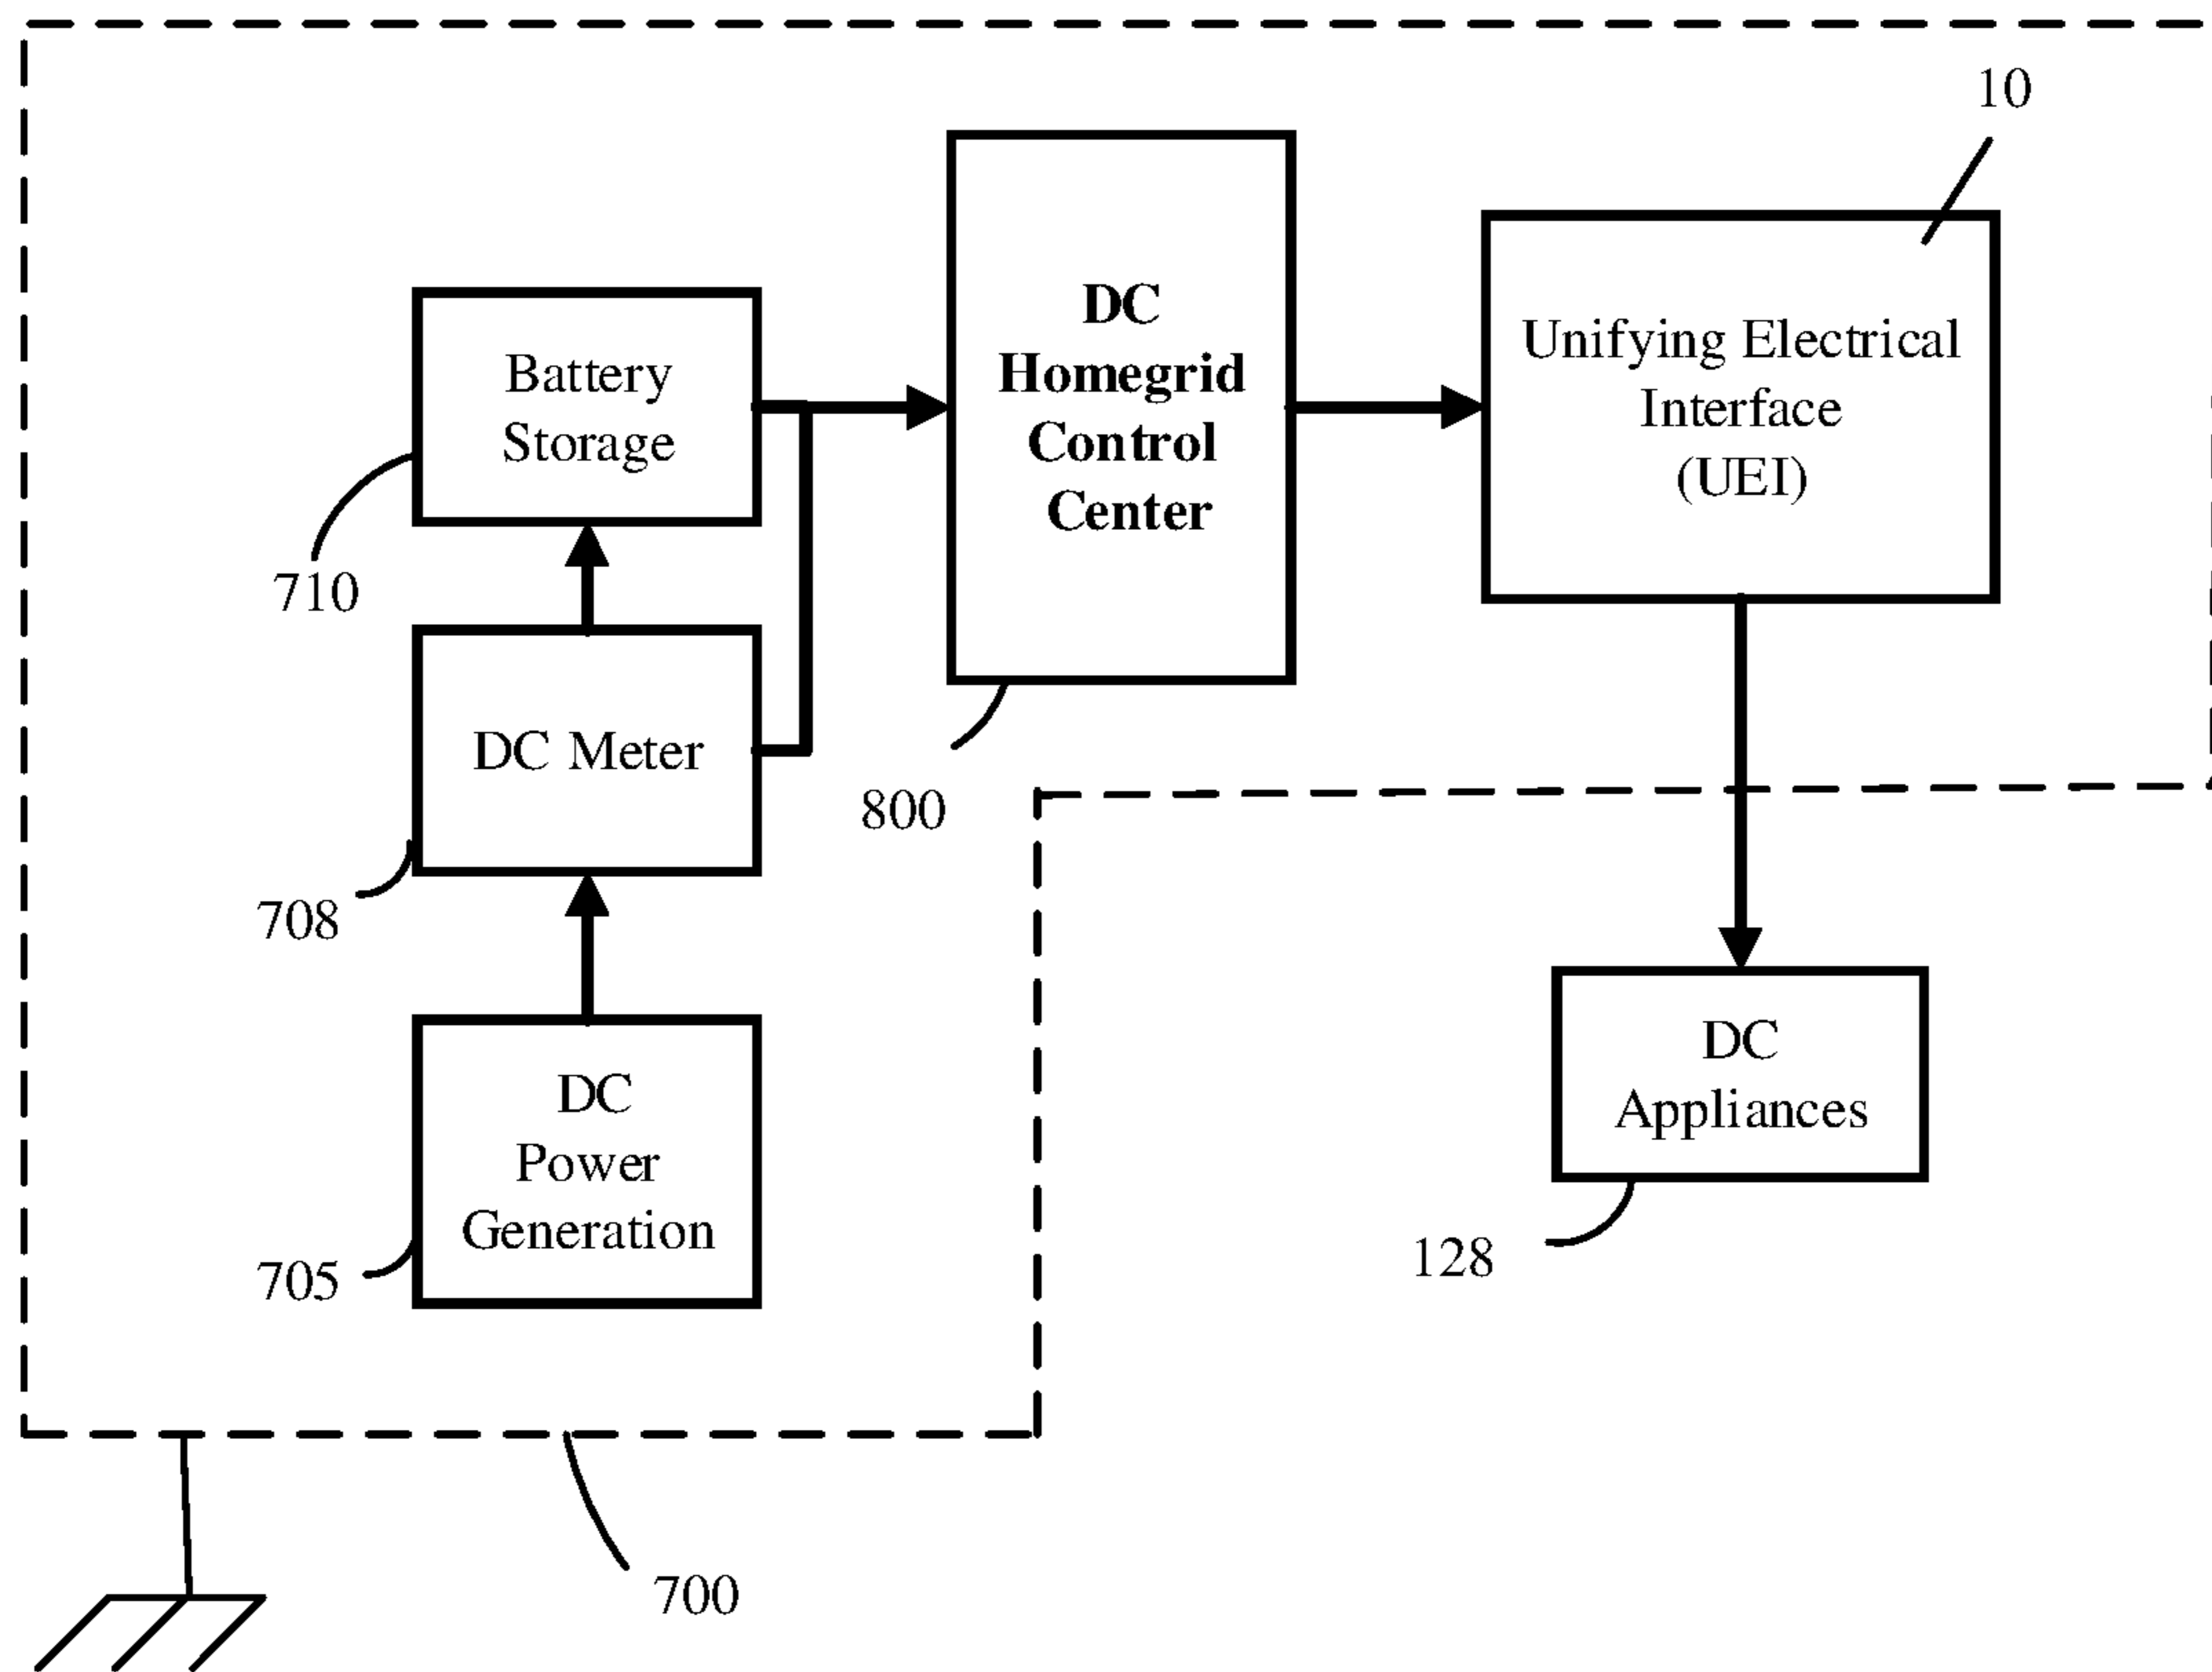 10
DC
Homegrid
Control
Center
Unifying Electrical
Interface
(UEI)
Battery
Storage
710
DC Meter
800
708
DC
Power
Generation
705
DC
Appliances
128
700